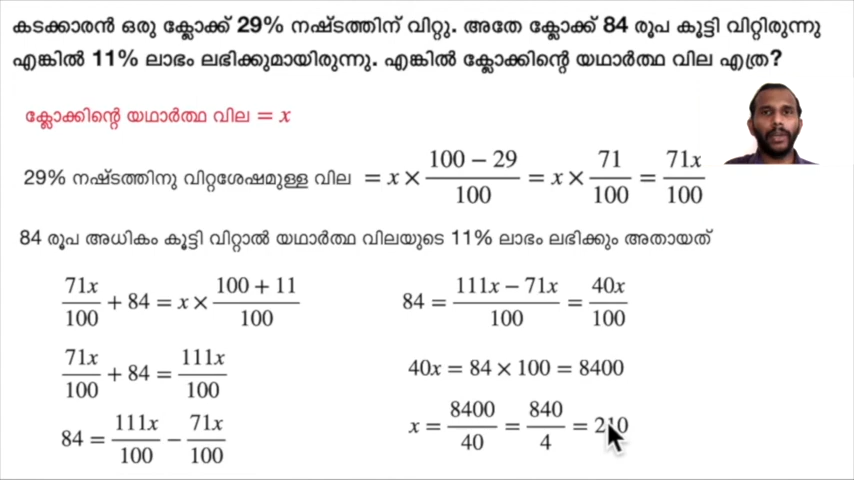 കടക്കാരൻ ഒരു ക്ലോക്ക് 29% നഷ്ടത്തിന് വിറ്റു. അതേ ക്ലോക്ക് 84 രൂപ കൂട്ടി വിറ്റിരുന്നു
എങ്കിൽ 11% ലാഭം ലഭിക്കുമായിരുന്നു. എങ്കിൽ ക്ലോക്കിന്റെ യഥാർത്ഥ വില എത്ര?
ക്ലോക്കിന്റെ യഥാർത്ഥ വില = x
29% നഷ്ടത്തിനു വിറ്റശേഷമുള്ള വില = x × (100 − 29)/100 = x × 71/100 = 71x/100
84 രൂപ അധികം കൂട്ടി വിറ്റാൽ യഥാർത്ഥ വിലയുടെ 11% ലാഭം ലഭിക്കും അതായത്
71x/100 + 84 = x × (100 + 11)/100
71x/100 + 84 = 111x/100
84 = 111x/100 − 71x/100
84 = (111x − 71x)/100 = 40x/100
40x = 84 × 100 = 8400
x = 8400/40 = 840/4 = 210